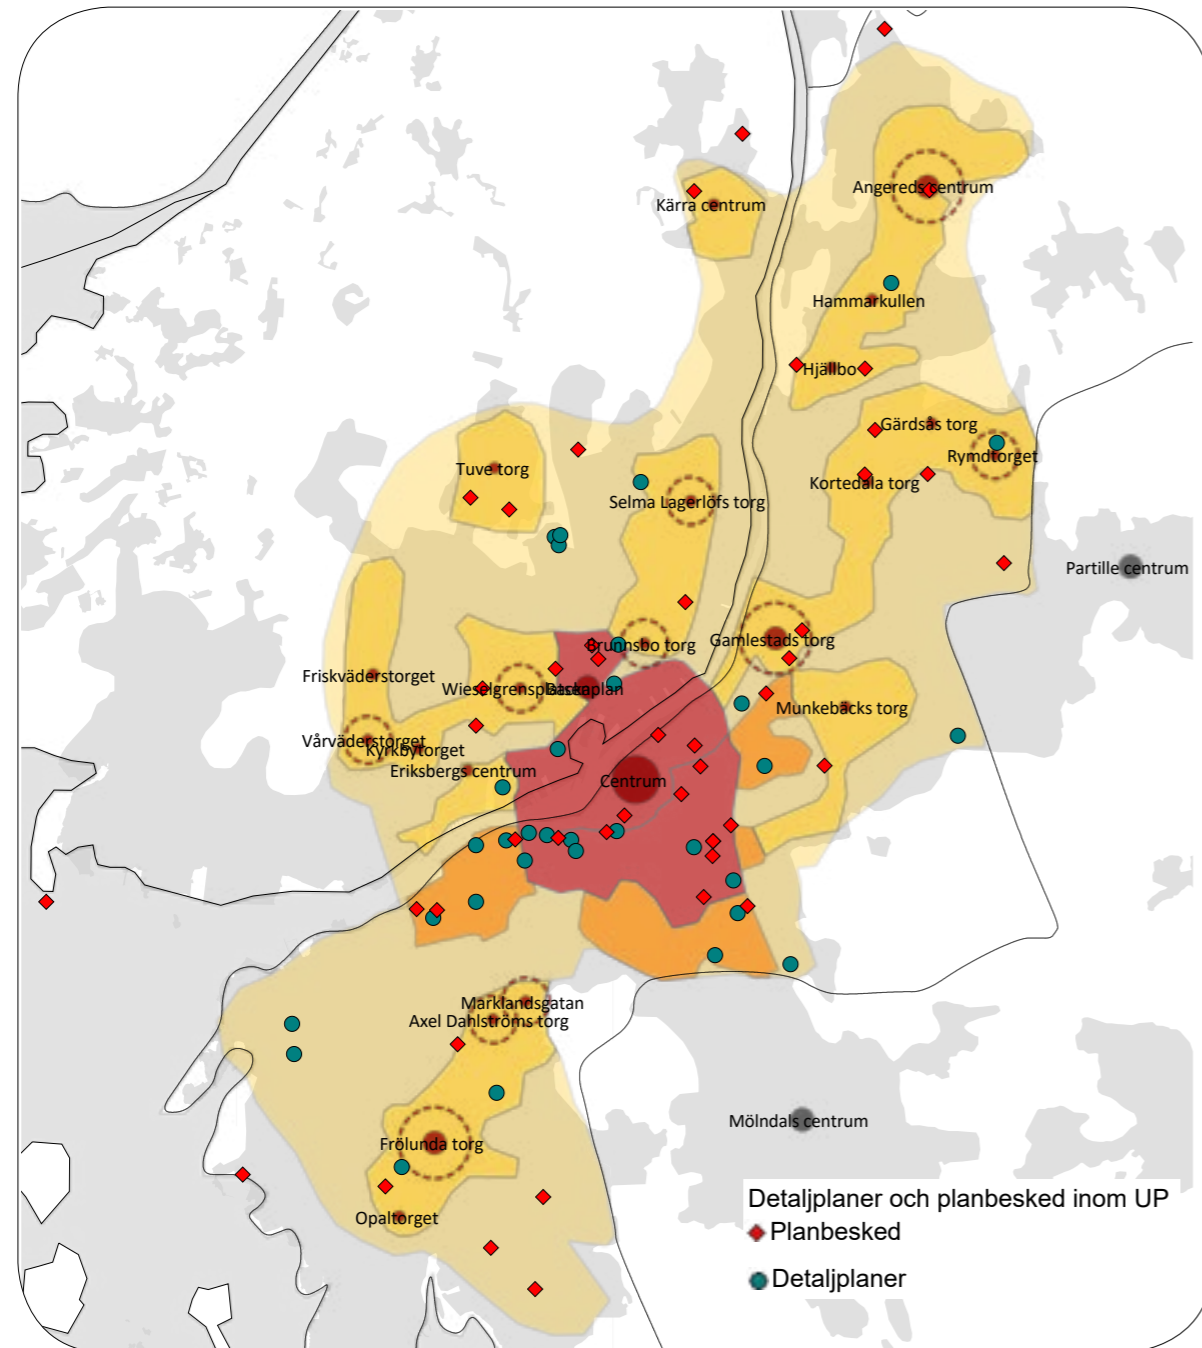 Angereds centrum
Kärra centrum
Hammarkullen
Hjällbo
Gärdsås torg
Rymdtorget
Tuve torg
Kortedala torg
Selma Lagerlöfs torg
Partille centrum
Gamlestads torg
Brunnsbo torg
Friskväderstorget
Wieselgrensplatsen
Backaplan
Munkebäcks torg
Vårväderstorget
Kyrkbytorget
Eriksbergs centrum
Centrum
Marklandsgatan
Axel Dahlströms torg
Mölndals centrum
Frölunda torg
Opaltorget
Detaljplaner och planbesked inom UP
Planbesked
Detaljplaner